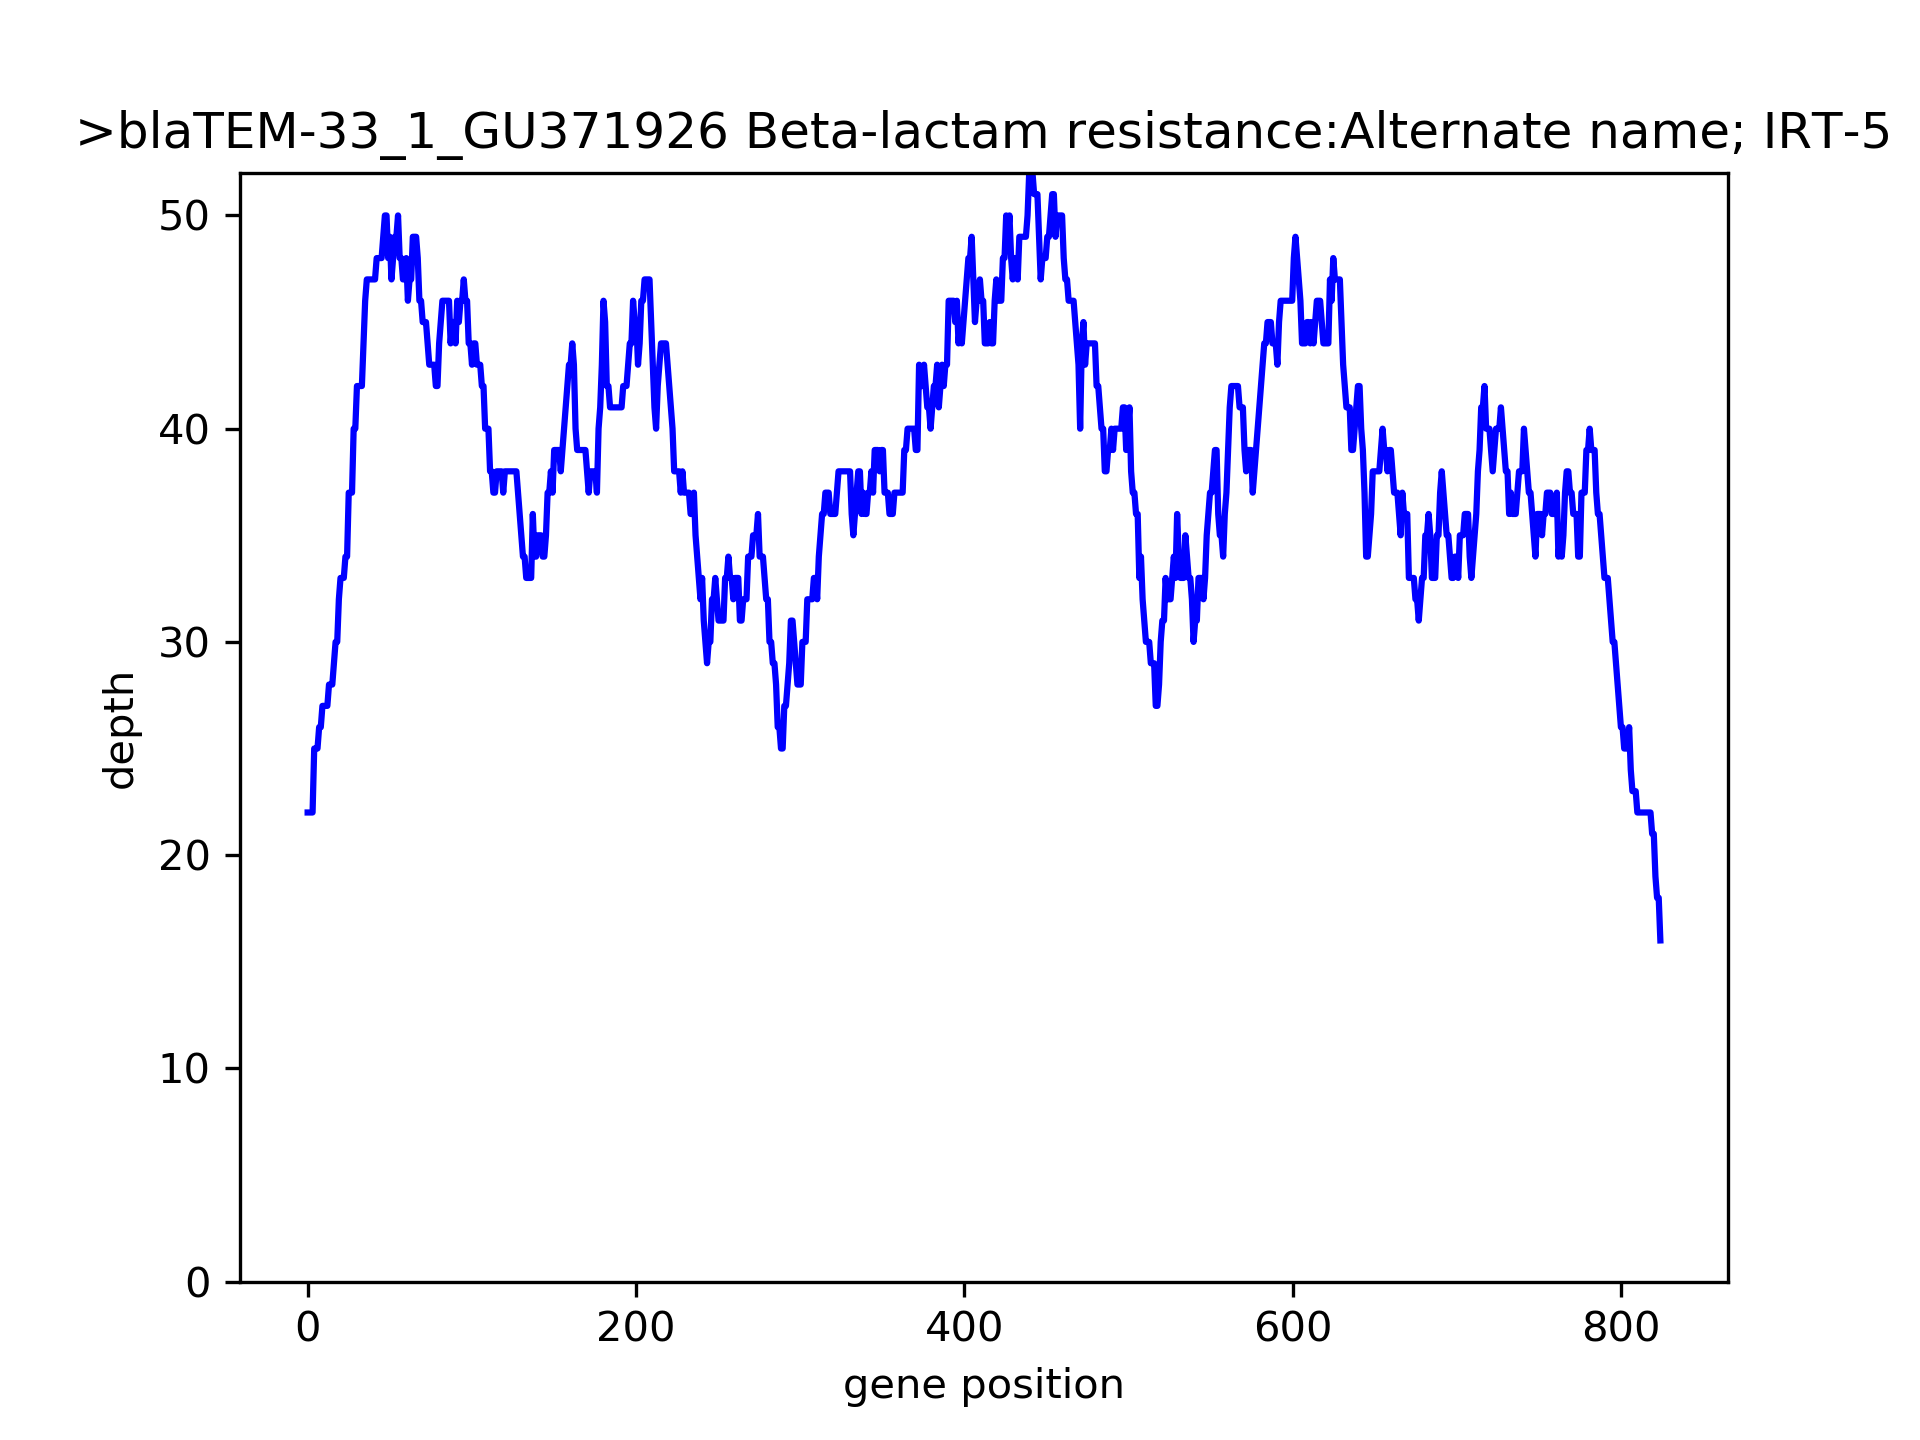 >blaTEM-33_1_GU371926 Beta-lactam resistance:Alternate name; IRT-5
50
40
30
20
10
0
depth
0 200 400 600 800
gene position